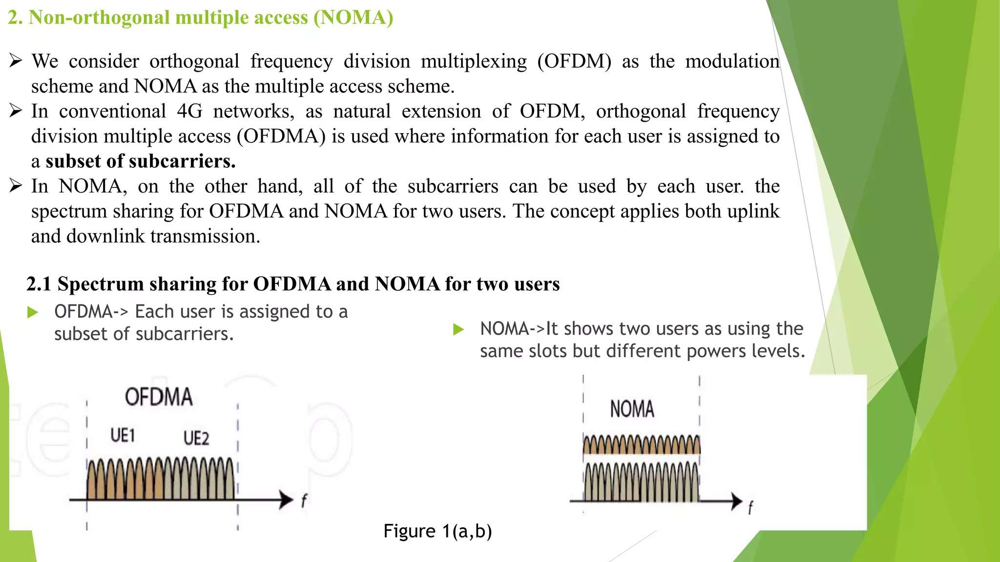 2. Non-orthogonal multiple access (NOMA)
➢ We consider orthogonal frequency division multiplexing (OFDM) as the modulation
scheme and NOMA as the multiple access scheme.
➢ In conventional 4G networks, as natural extension of OFDM, orthogonal frequency
division multiple access (OFDMA) is used where information for each user is assigned to
a subset of subcarriers.
➢ In NOMA, on the other hand, all of the subcarriers can be used by each user. the
spectrum sharing for OFDMA and NOMA for two users. The concept applies both uplink
and downlink transmission.
2.1 Spectrum sharing for OFDMA and NOMA for two users
OFDMA-> Each user is assigned to a
subset of subcarriers.
NOMA->It shows two users as using the
same slots but different powers levels.
OFDMA
UE1
UE2
f
NOMA
f
Figure 1(a,b)